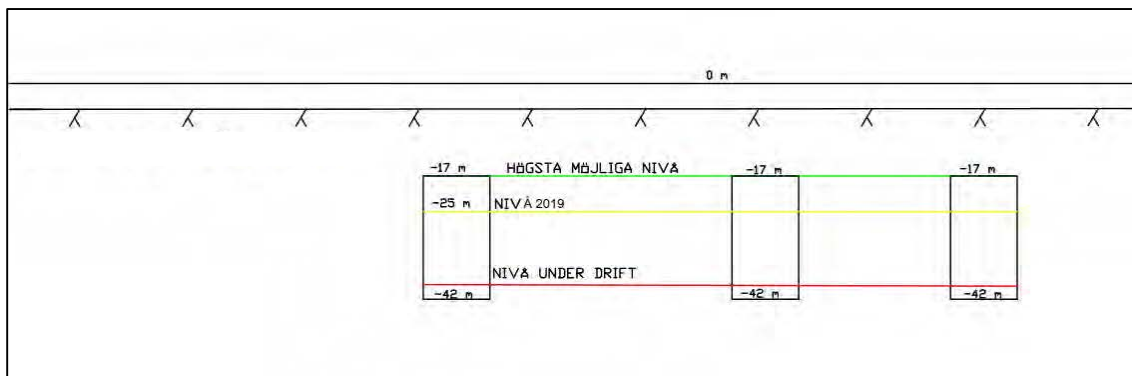 0 m
-17 m HÖGSTA MÖJLIGA NIVÅ -17 m -17 m
-25 m NIVÅ 2019
NIVÅ UNDER DRIFT
-42 m -42 m -42 m